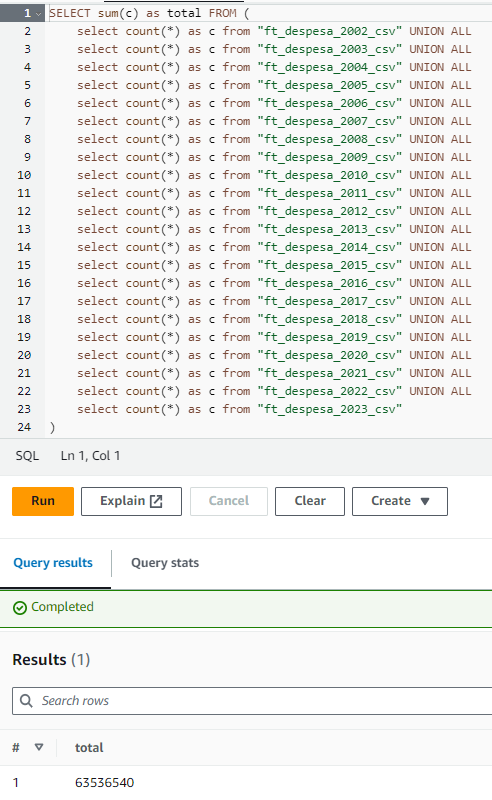 1 SELECT sum(c) as total FROM (
2 select count(*) as c from "ft_despesa_2002_csv" UNION ALL
3 select count(*) as c from "ft_despesa_2003_csv" UNION ALL
4 select count(*) as c from "ft_despesa_2004_csv" UNION ALL
5 select count(*) as c from "ft_despesa_2005_csv" UNION ALL
6 select count(*) as c from "ft_despesa_2006_csv" UNION ALL
7 select count(*) as c from "ft_despesa_2007_csv" UNION ALL
8 select count(*) as c from "ft_despesa_2008_csv" UNION ALL
9 select count(*) as c from "ft_despesa_2009_csv" UNION ALL
10 select count(*) as c from "ft_despesa_2010_csv" UNION ALL
11 select count(*) as c from "ft_despesa_2011_csv" UNION ALL
12 select count(*) as c from "ft_despesa_2012_csv" UNION ALL
13 select count(*) as c from "ft_despesa_2013_csv" UNION ALL
14 select count(*) as c from "ft_despesa_2014_csv" UNION ALL
15 select count(*) as c from "ft_despesa_2015_csv" UNION ALL
16 select count(*) as c from "ft_despesa_2016_csv" UNION ALL
17 select count(*) as c from "ft_despesa_2017_csv" UNION ALL
18 select count(*) as c from "ft_despesa_2018_csv" UNION ALL
19 select count(*) as c from "ft_despesa_2019_csv" UNION ALL
20 select count(*) as c from "ft_despesa_2020_csv" UNION ALL
21 select count(*) as c from "ft_despesa_2021_csv" UNION ALL
22 select count(*) as c from "ft_despesa_2022_csv" UNION ALL
23 select count(*) as c from "ft_despesa_2023_csv"
24 )
SQL Ln 1, Col 1
Run Explain Cancel Clear Create
Query results Query stats
Completed
Results (1)
Search rows
# total
1 63536540